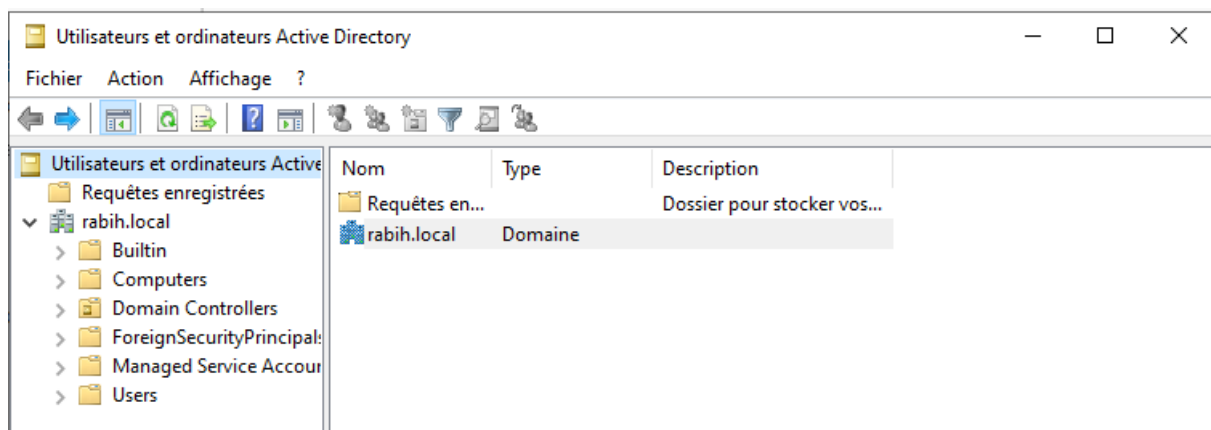 Utilisateurs et ordinateurs Active Directory
Fichier Action Affichage ?
Utilisateurs et ordinateurs Active
Requêtes enregistrées
rabih.local
Builtin
Computers
Domain Controllers
ForeignSecurityPrincipals
Managed Service Accour
Users
Nom Type Description
Requêtes en... Dossier pour stocker vos...
rabih.local Domaine